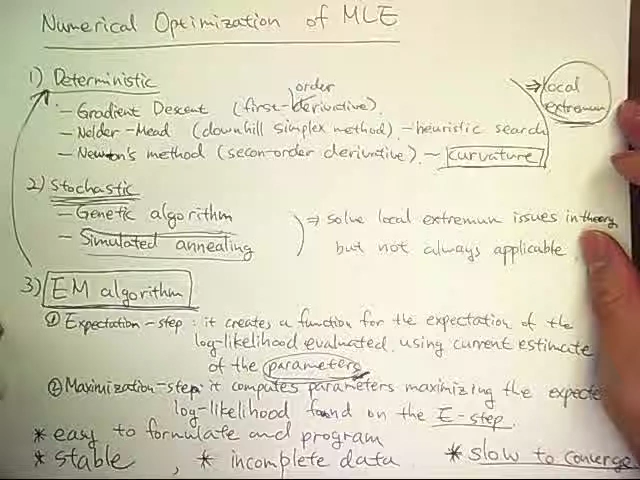 Numerical Optimization of MLE
1) Deterministic
order
- Gradient Descent (first-derivative)
- Nelder-Mead (downhill simplex method) - heuristic search
- Newton's method (secon-order derivative) - curvature
⇒ local
extremum
2) Stochastic
- Genetic algorithm
- Simulated annealing
⇒ solve local extremum issues in theory
but not always applicable
3) EM algorithm
① Expectation-step: it creates a function for the expectation of the
log-likelihood evaluated using current estimate
of the parameters
② Maximization-step: it computes parameters maximizing the expecte
log-likelihood found on the E-step.
* easy to formulate and program
* stable , * incomplete data * slow to converge